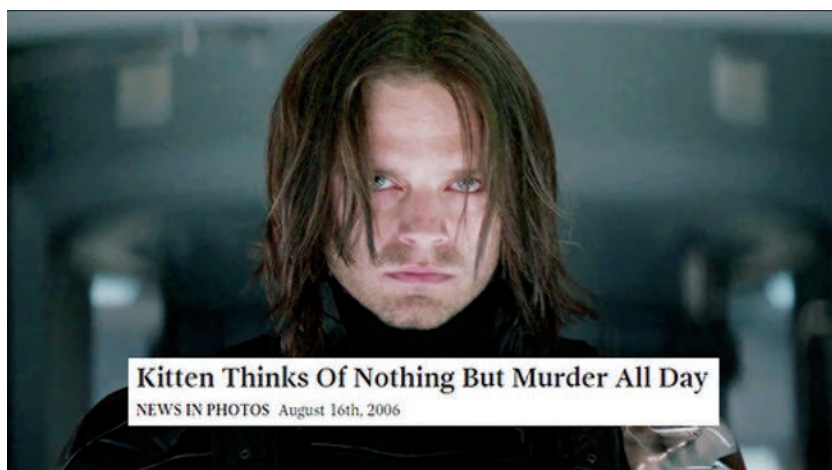 Kitten Thinks Of Nothing But Murder All Day
NEWS IN PHOTOS August 16th, 2006